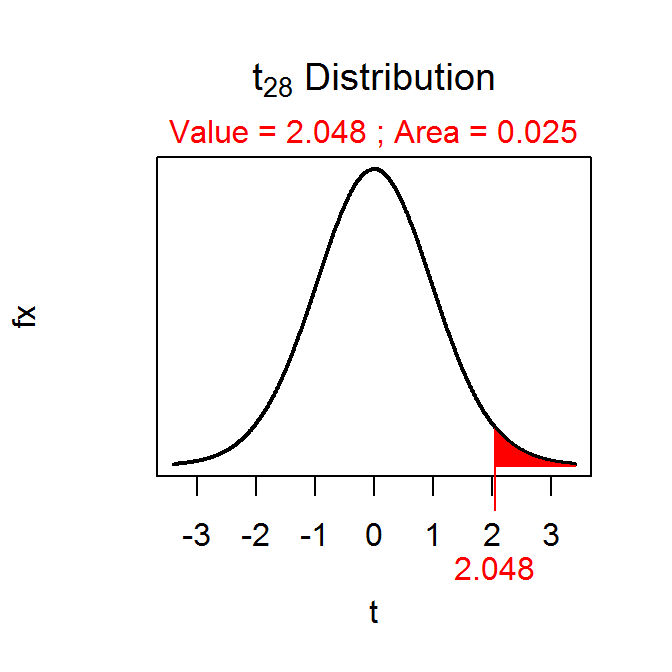 t28 Distribution
Value = 2.048 ; Area = 0.025
fx
-3 -2 -1 0 1 2 3
2.048
t